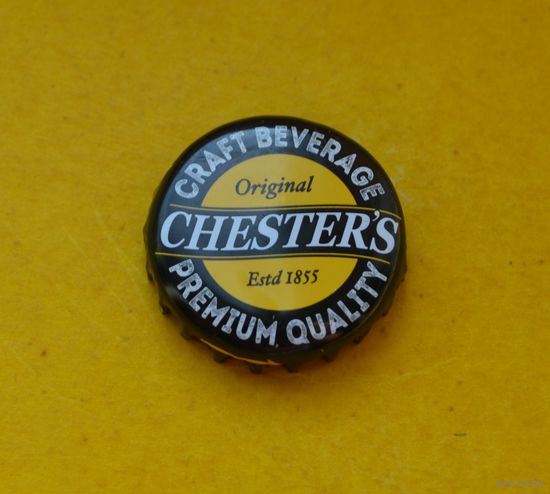 CRAFT BEVERAGE
Original
CHESTER'S
Estd 1855
PREMIUM QUALITY